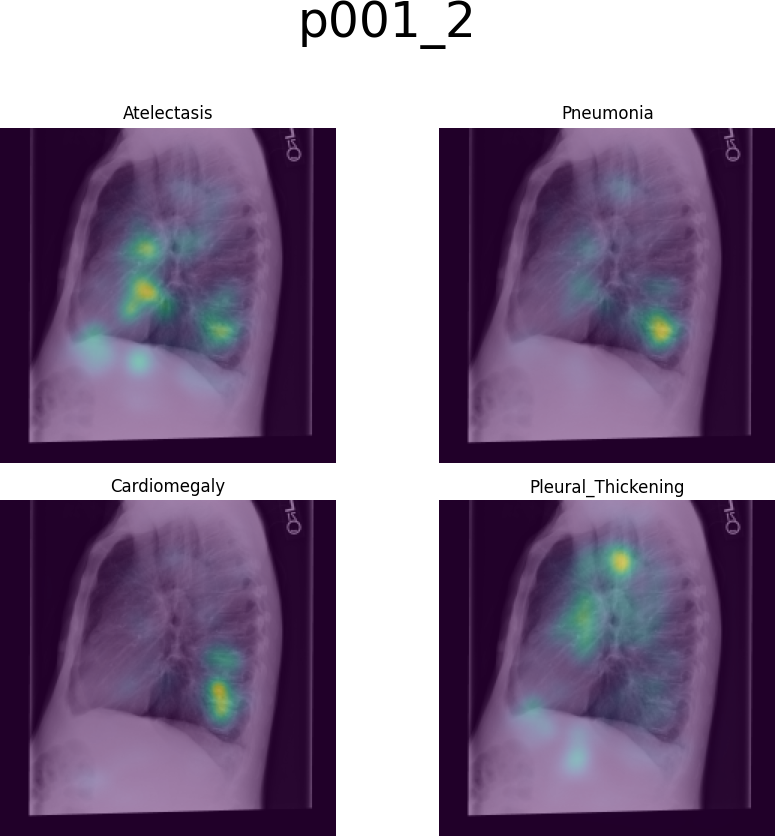 p001_2
Atelectasis
Pneumonia
Cardiomegaly
Pleural_Thickening